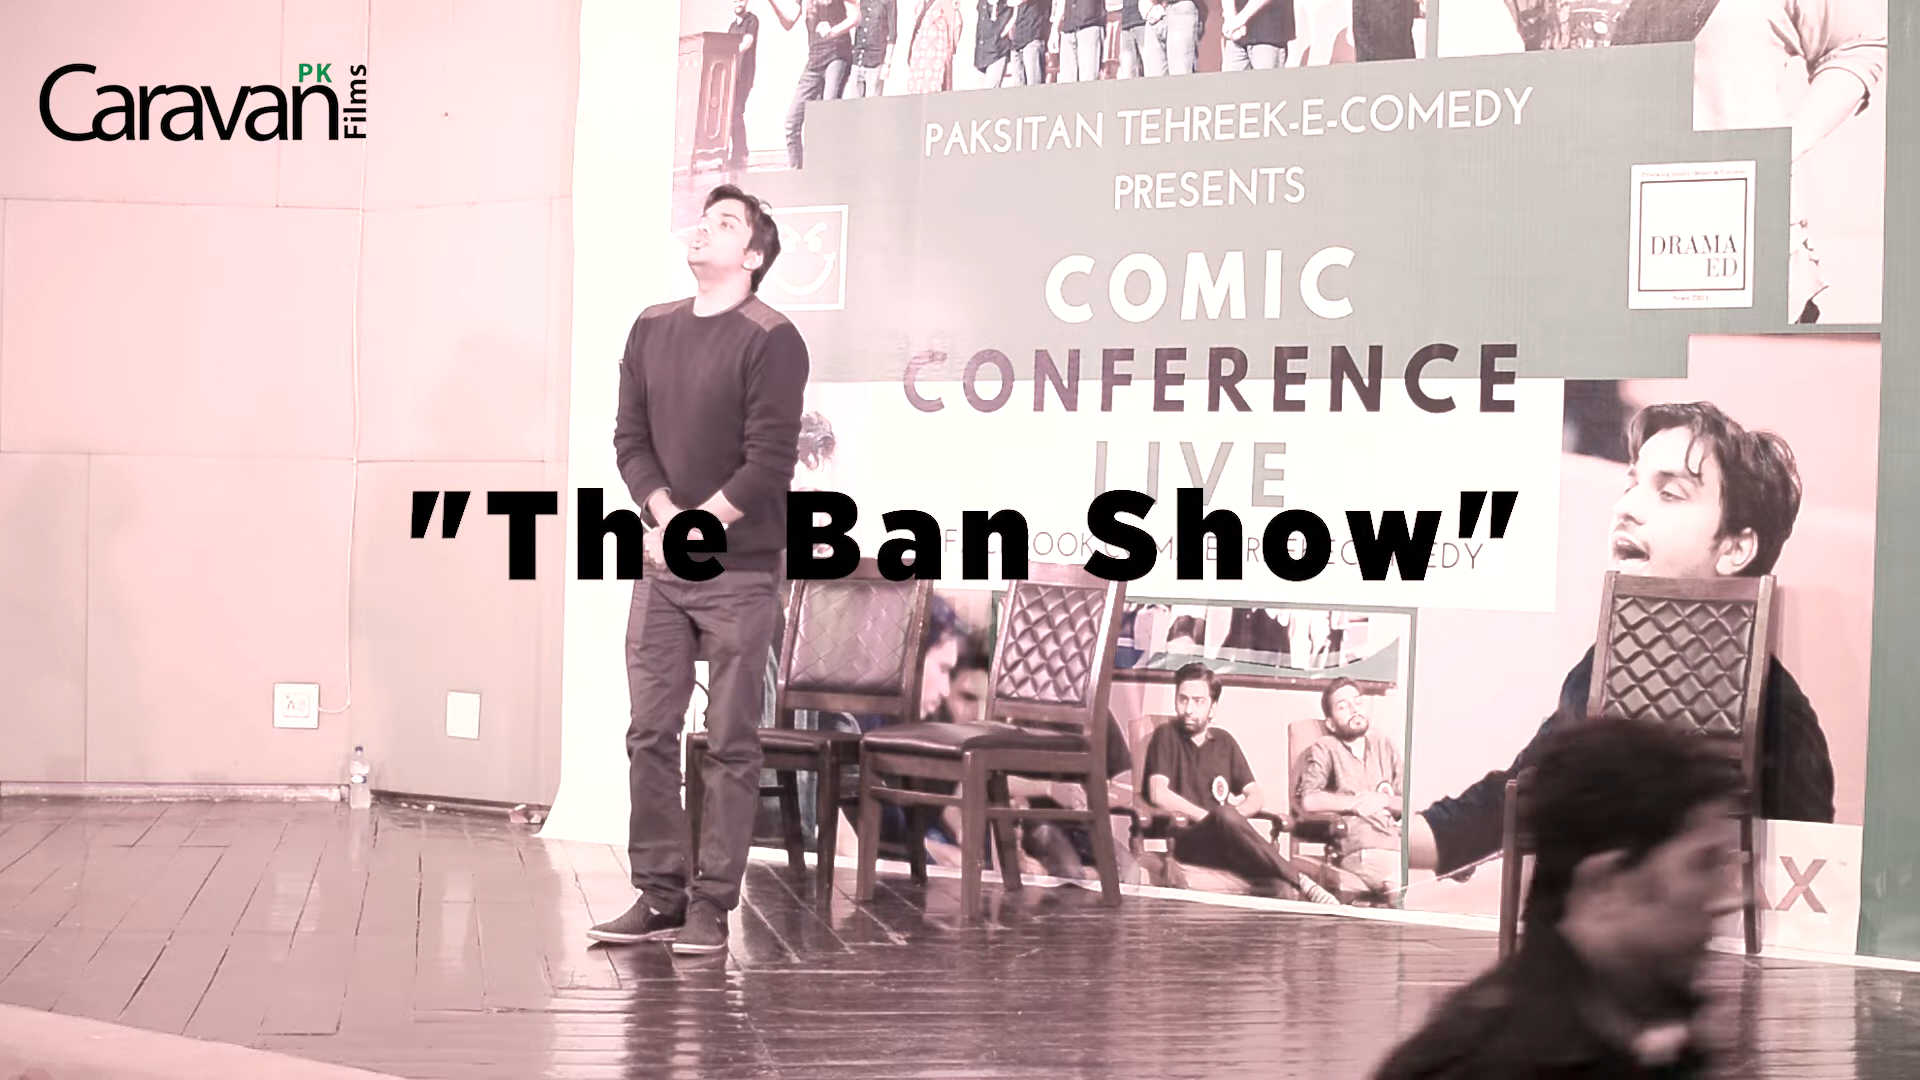 Caravan
PK
Films
PAKSITAN TEHREEK-E-COMEDY
PRESENTS
COMIC
CONFERENCE
LIVE
DRAMA
ED
"The Ban Show"